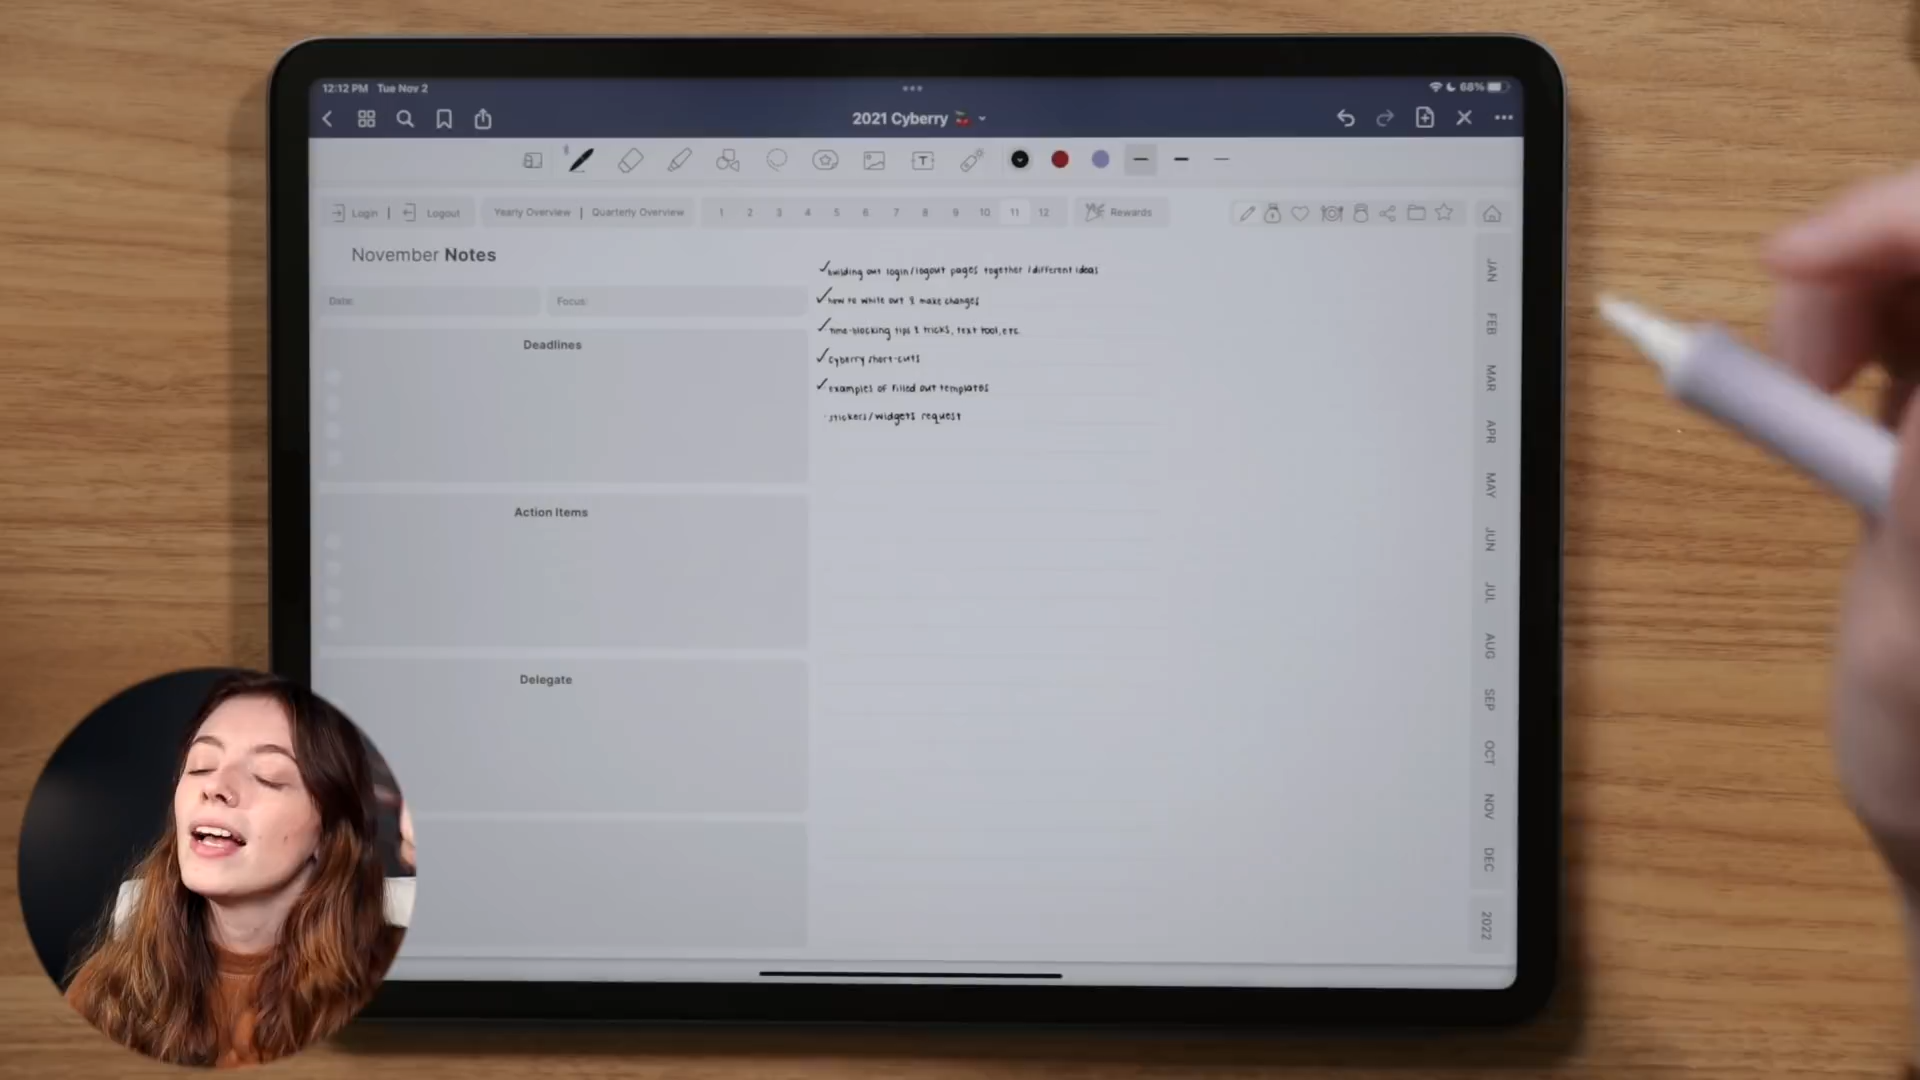 12:12 PM Tue Nov 2
68%
2021 Cyberry
T
Login | Logout
Yearly Overview | Quarterly Overview
1 2 3 4 5 6 7 8 9 10 11 12
Rewards
November Notes
Date:
Focus:
Deadlines
Action Items
Delegate
building out login/logout pages together /different ideas
how to white out & make changes
time-blocking tips & tricks, text tool, etc.
cyberry short-cuts
examples of filled out templates
stickers/widgets request
JAN
FEB
MAR
APR
MAY
JUN
JUL
AUG
SEP
OCT
NOV
DEC
2022